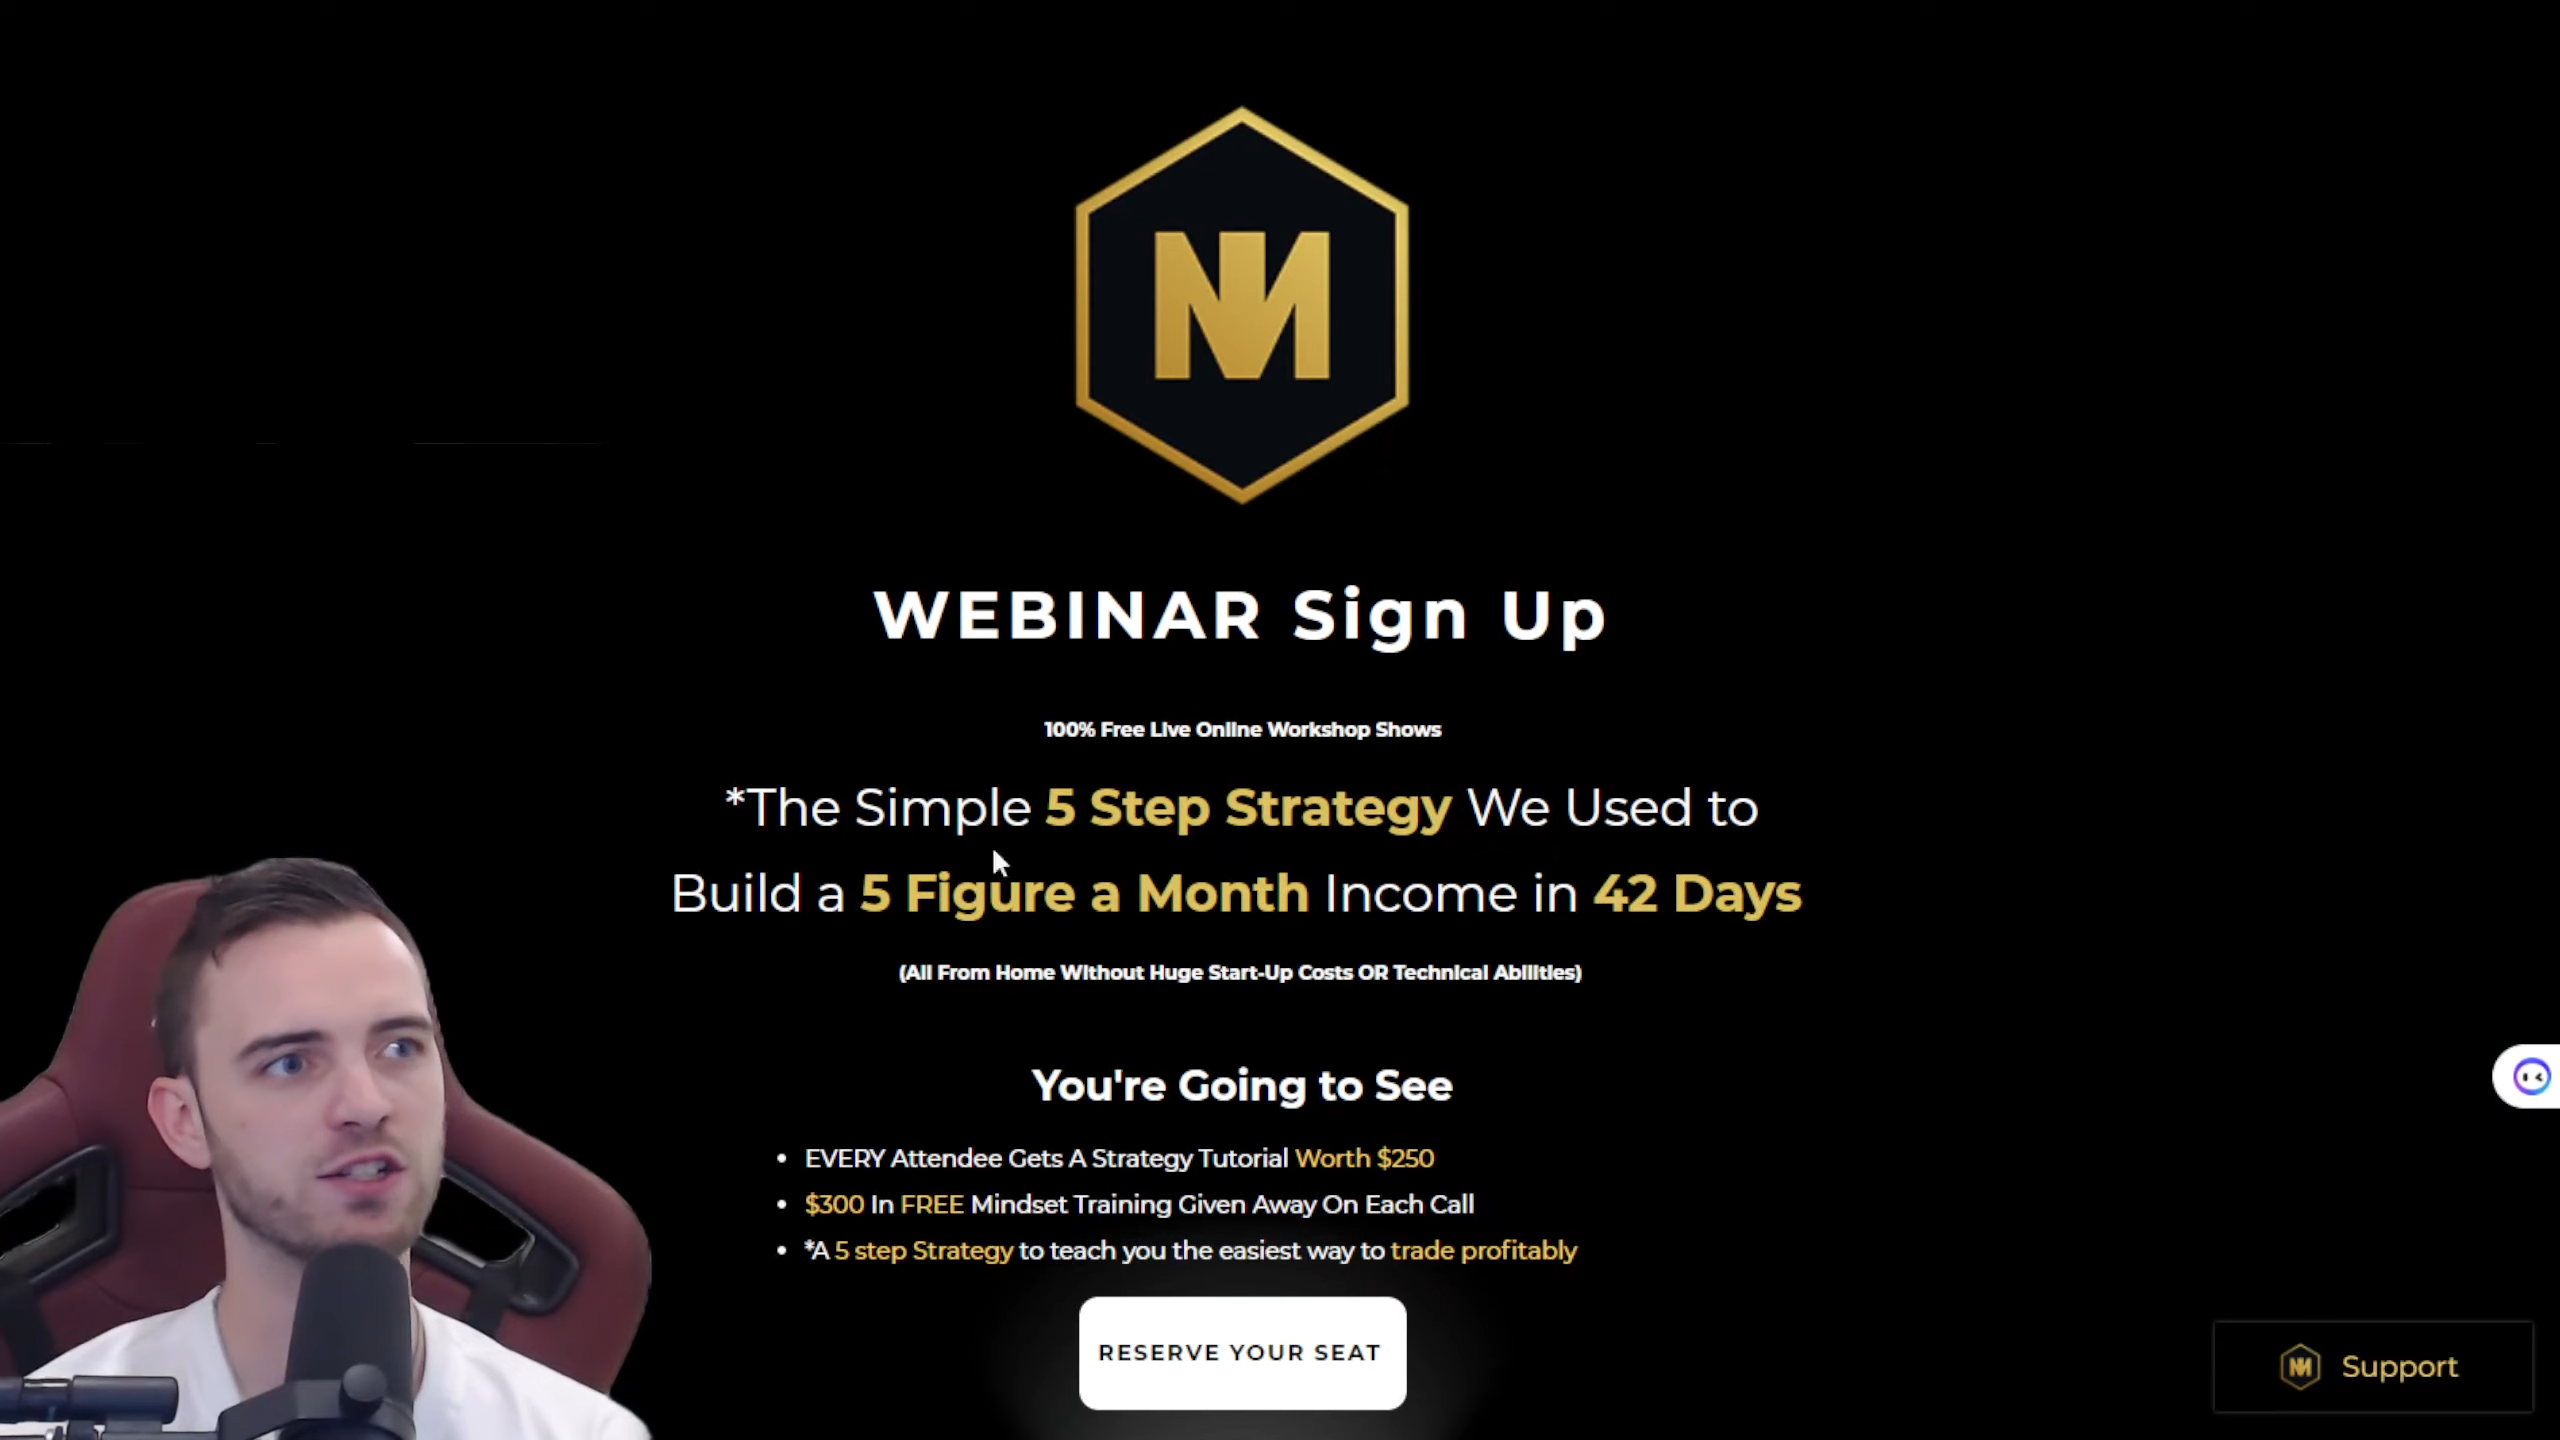 WEBINAR Sign Up
100% Free Live Online Workshop Shows
*The Simple 5 Step Strategy We Used to
Build a 5 Figure a Month Income in 42 Days
(All From Home Without Huge Start-Up Costs OR Technical Abilities)
You're Going to See
• EVERY Attendee Gets A Strategy Tutorial Worth $250
• $300 In FREE Mindset Training Given Away On Each Call
• *A 5 step Strategy to teach you the easiest way to trade profitably
RESERVE YOUR SEAT
Support